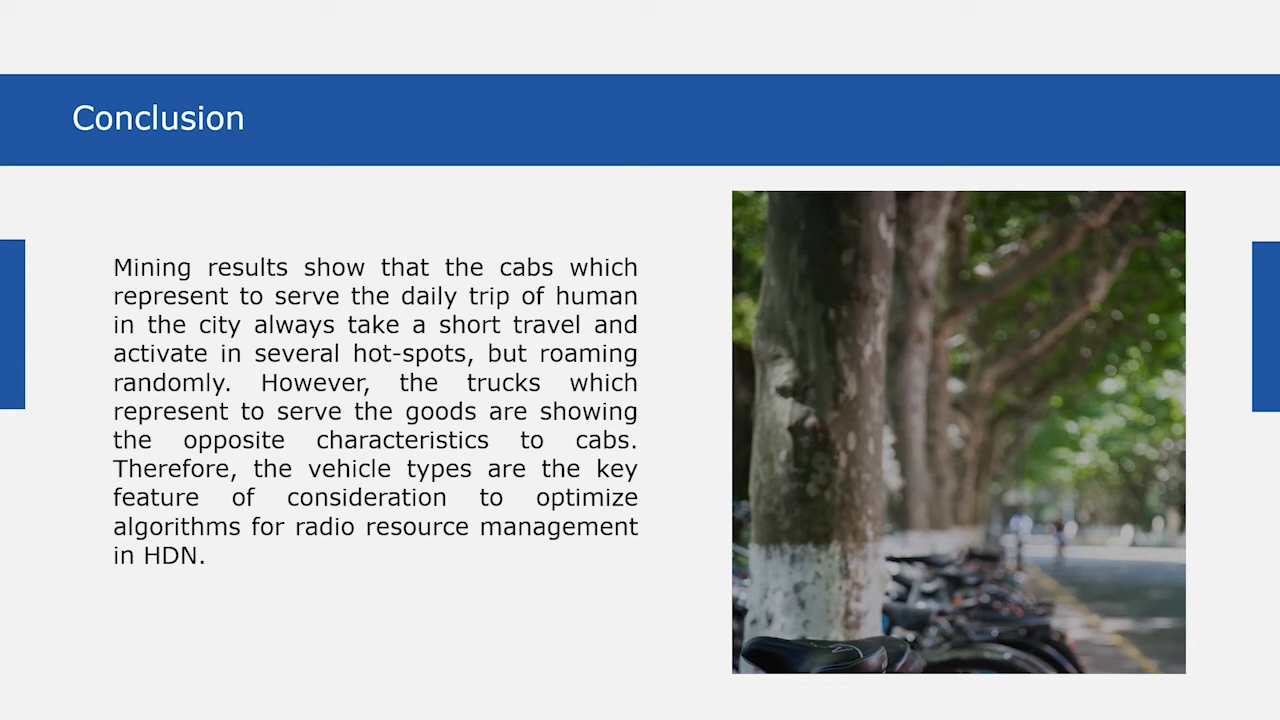 Conclusion
Mining results show that the cabs which
represent to serve the daily trip of human
in the city always take a short travel and
activate in several hot-spots, but roaming
randomly. However, the trucks which
represent to serve the goods are showing
the opposite characteristics to cabs.
Therefore, the vehicle types are the key
feature of consideration to optimize
algorithms for radio resource management
in HDN.